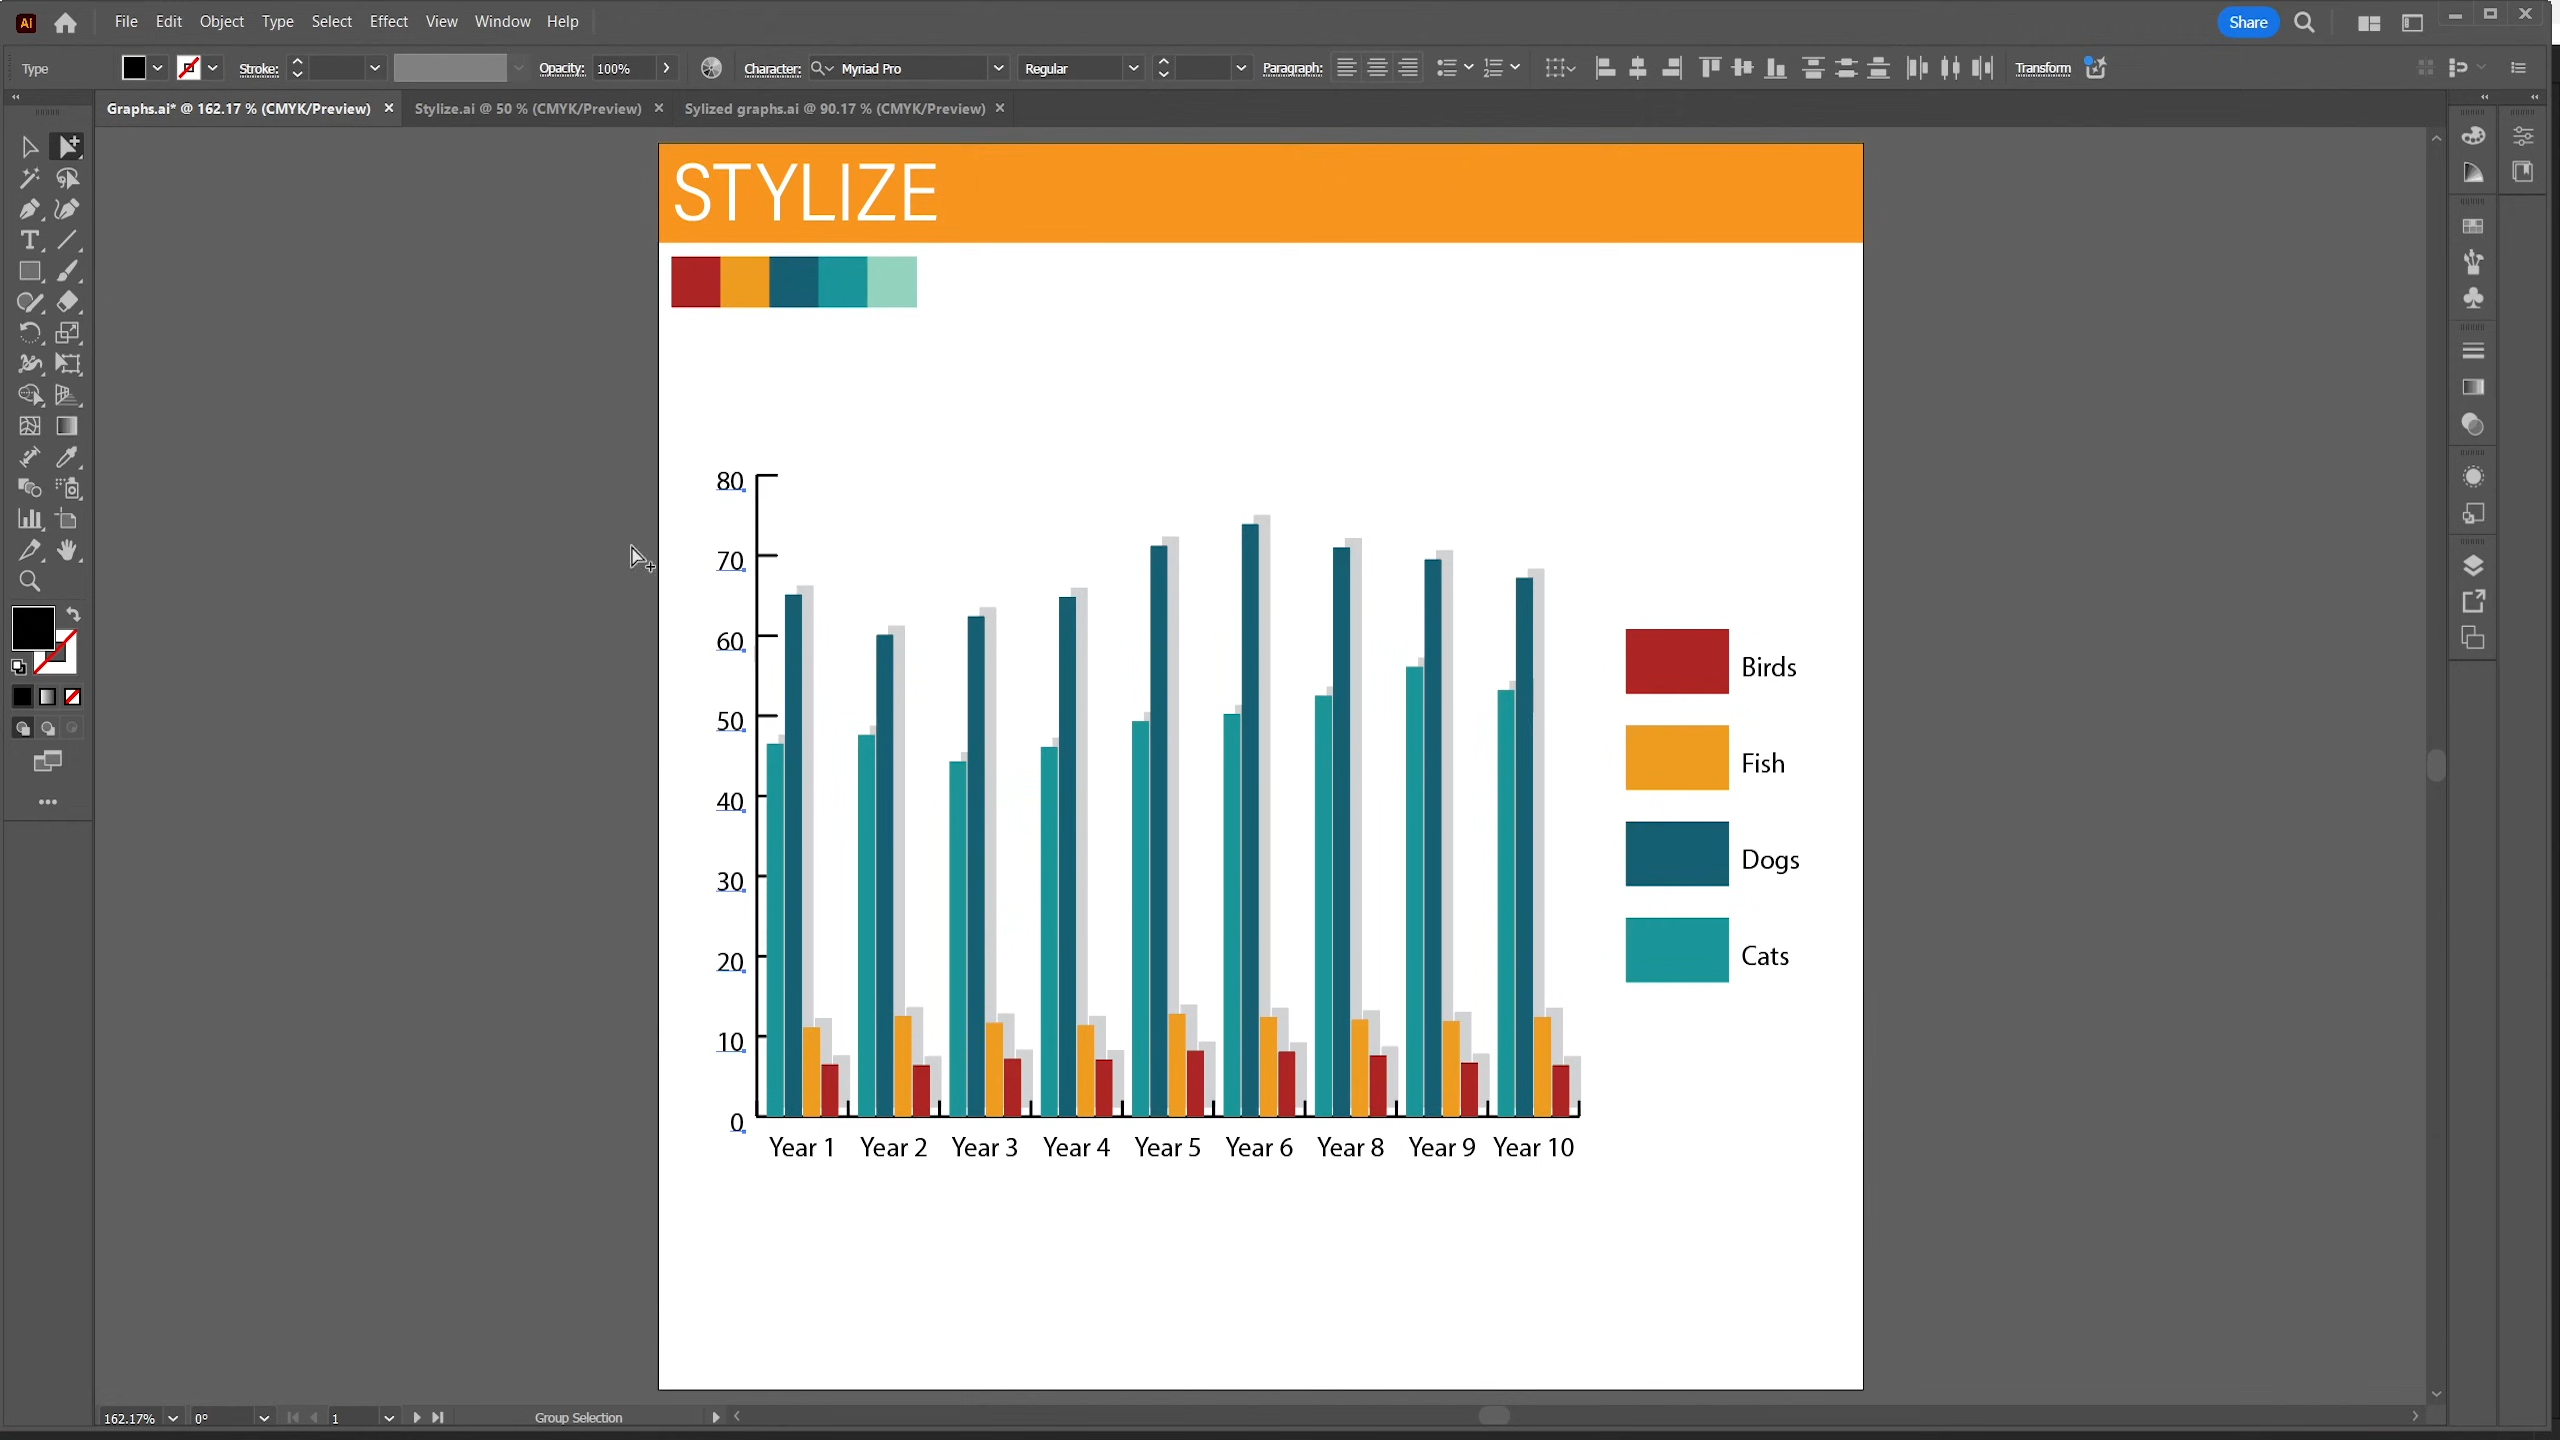 Ai File Edit Object Type Select Effect View Window Help Share
Type Stroke: Opacity: 100% Character: Myriad Pro Regular Paragraph: Transform
Graphs.ai* @ 162.17 % (CMYK/Preview) × Stylize.ai @ 50 % (CMYK/Preview) × Sylized graphs.ai @ 90.17 % (CMYK/Preview) ×
STYLIZE
80
70
60
50
40
30
20
10
0
Birds
Fish
Dogs
Cats
Year 1 Year 2 Year 3 Year 4 Year 5 Year 6 Year 8 Year 9 Year 10
162.17% 0° 1 Group Selection